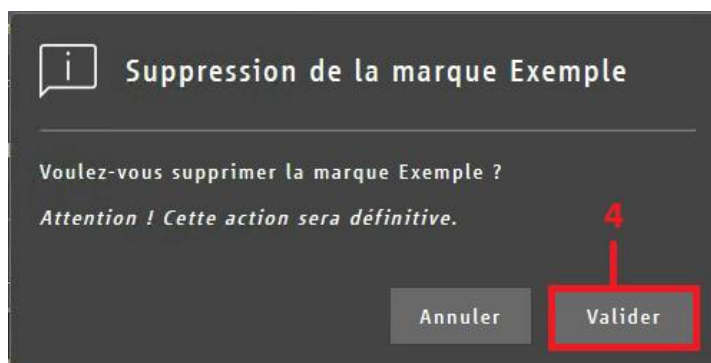 Suppression de la marque Exemple
Voulez-vous supprimer la marque Exemple ?
Attention ! Cette action sera définitive.
4
Annuler Valider